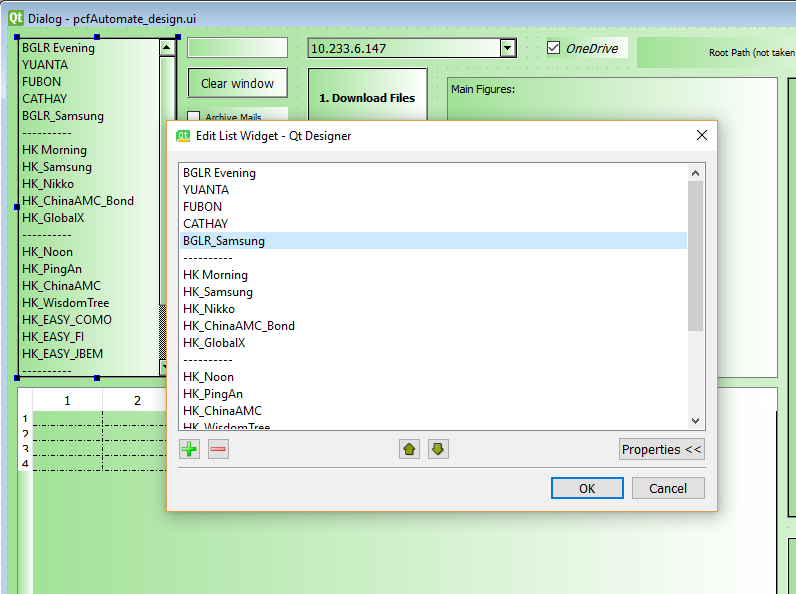 Dialog - pcfAutomate_design.ui
BGLR Evening
YUANTA
FUBON
CATHAY
BGLR_Samsung
----------
HK Morning
HK_Samsung
HK_Nikko
HK_ChinaAMC_Bond
HK_GlobalX
----------
HK_Noon
HK_PingAn
HK_ChinaAMC
HK_WisdomTree
HK_EASY_COMO
HK_EASY_FI
HK_EASY_JBEM
----------
10.233.6.147
OneDrive
Root Path (not taken
Clear window
1. Download Files
Main Figures:
Archive Mails
1 2
1
2
3
4
Edit List Widget - Qt Designer
BGLR Evening
YUANTA
FUBON
CATHAY
BGLR_Samsung
----------
HK Morning
HK_Samsung
HK_Nikko
HK_ChinaAMC_Bond
HK_GlobalX
----------
HK_Noon
HK_PingAn
HK_ChinaAMC
HK_WisdomTree
Properties <<
OK Cancel